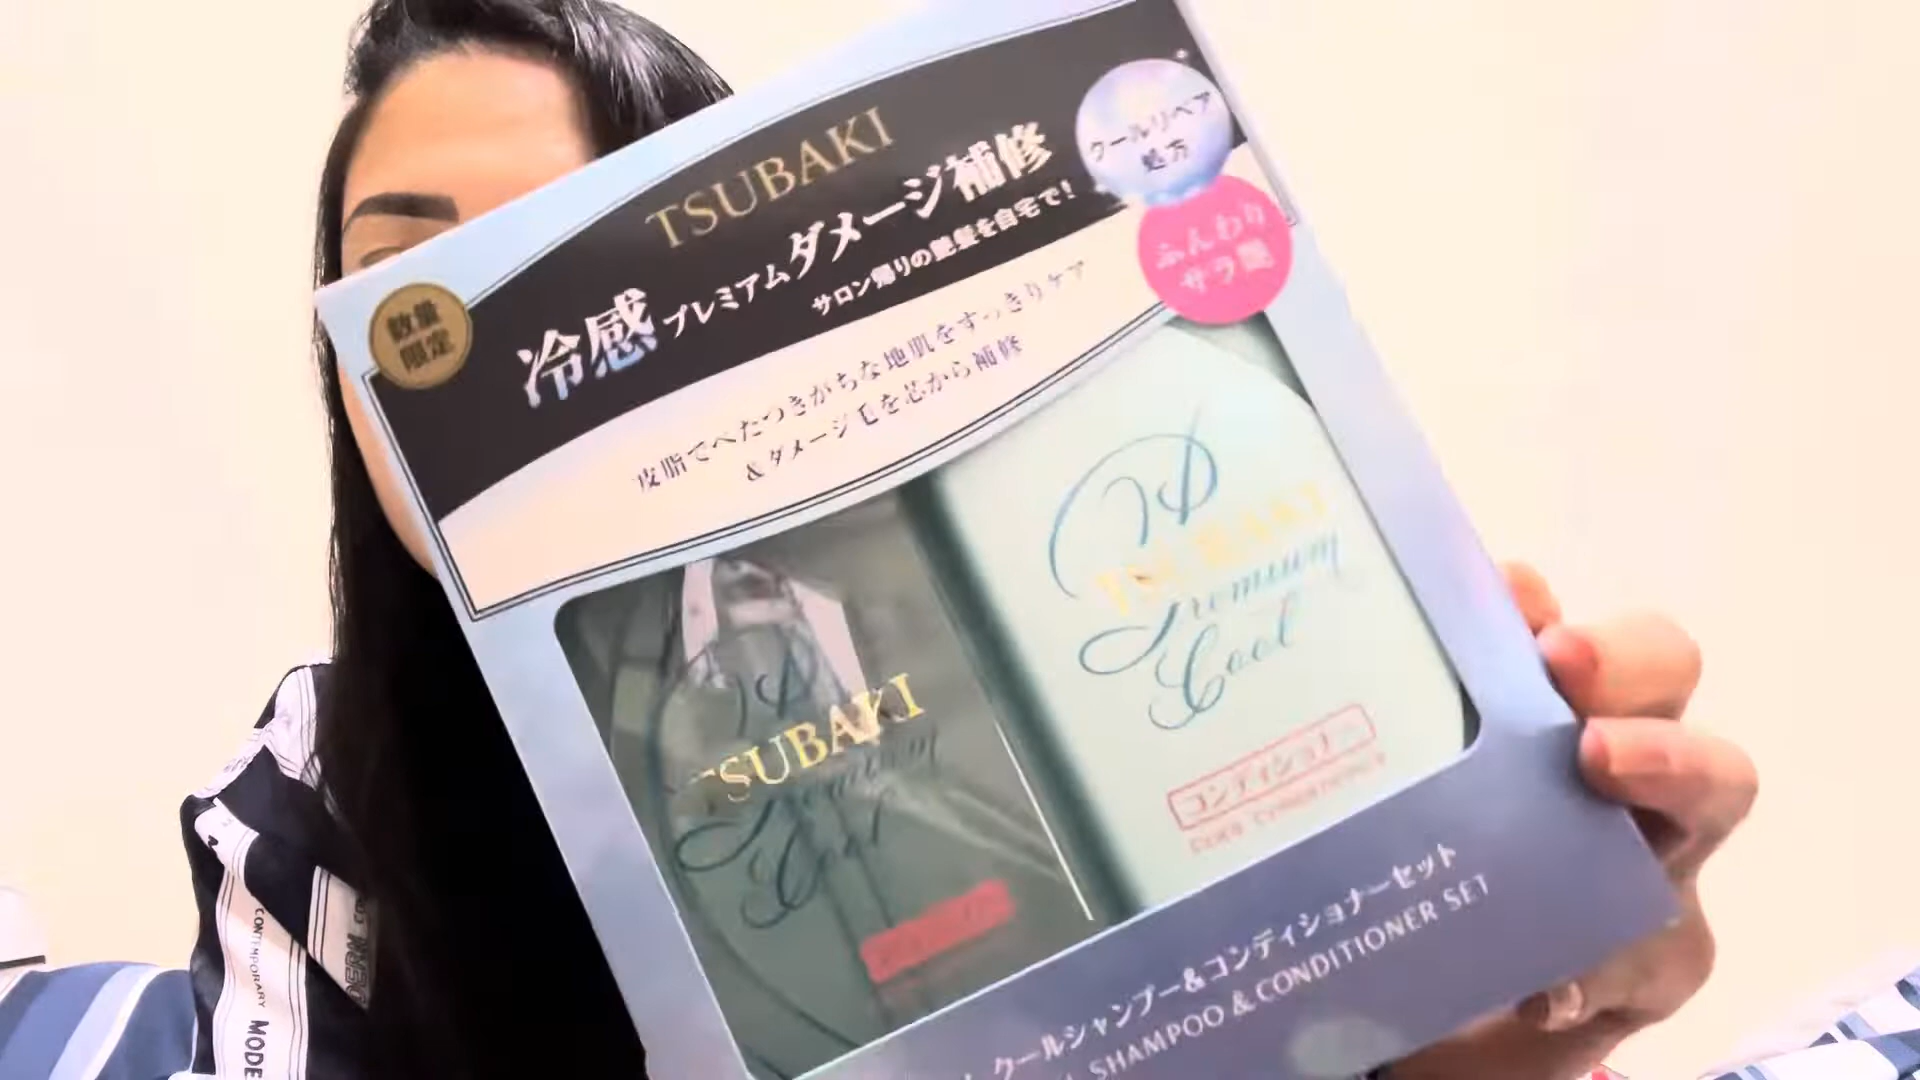 TSUBAKI
冷感プレミアムダメージ補修
サロン帰りの艶髪を自宅で!
クールリペア
処方
ふんわり
サラ艶
数量
限定
皮脂でべたつきがちな地肌をすっきりケア
&ダメージ毛を芯から補修
TSUBAKI
Premium
Cool
TSUBAKI
Premium
Cool
コンディショナー
クールシャンプー&コンディショナーセット
SHAMPOO & CONDITIONER SET
CONTEMPORARY
MODE